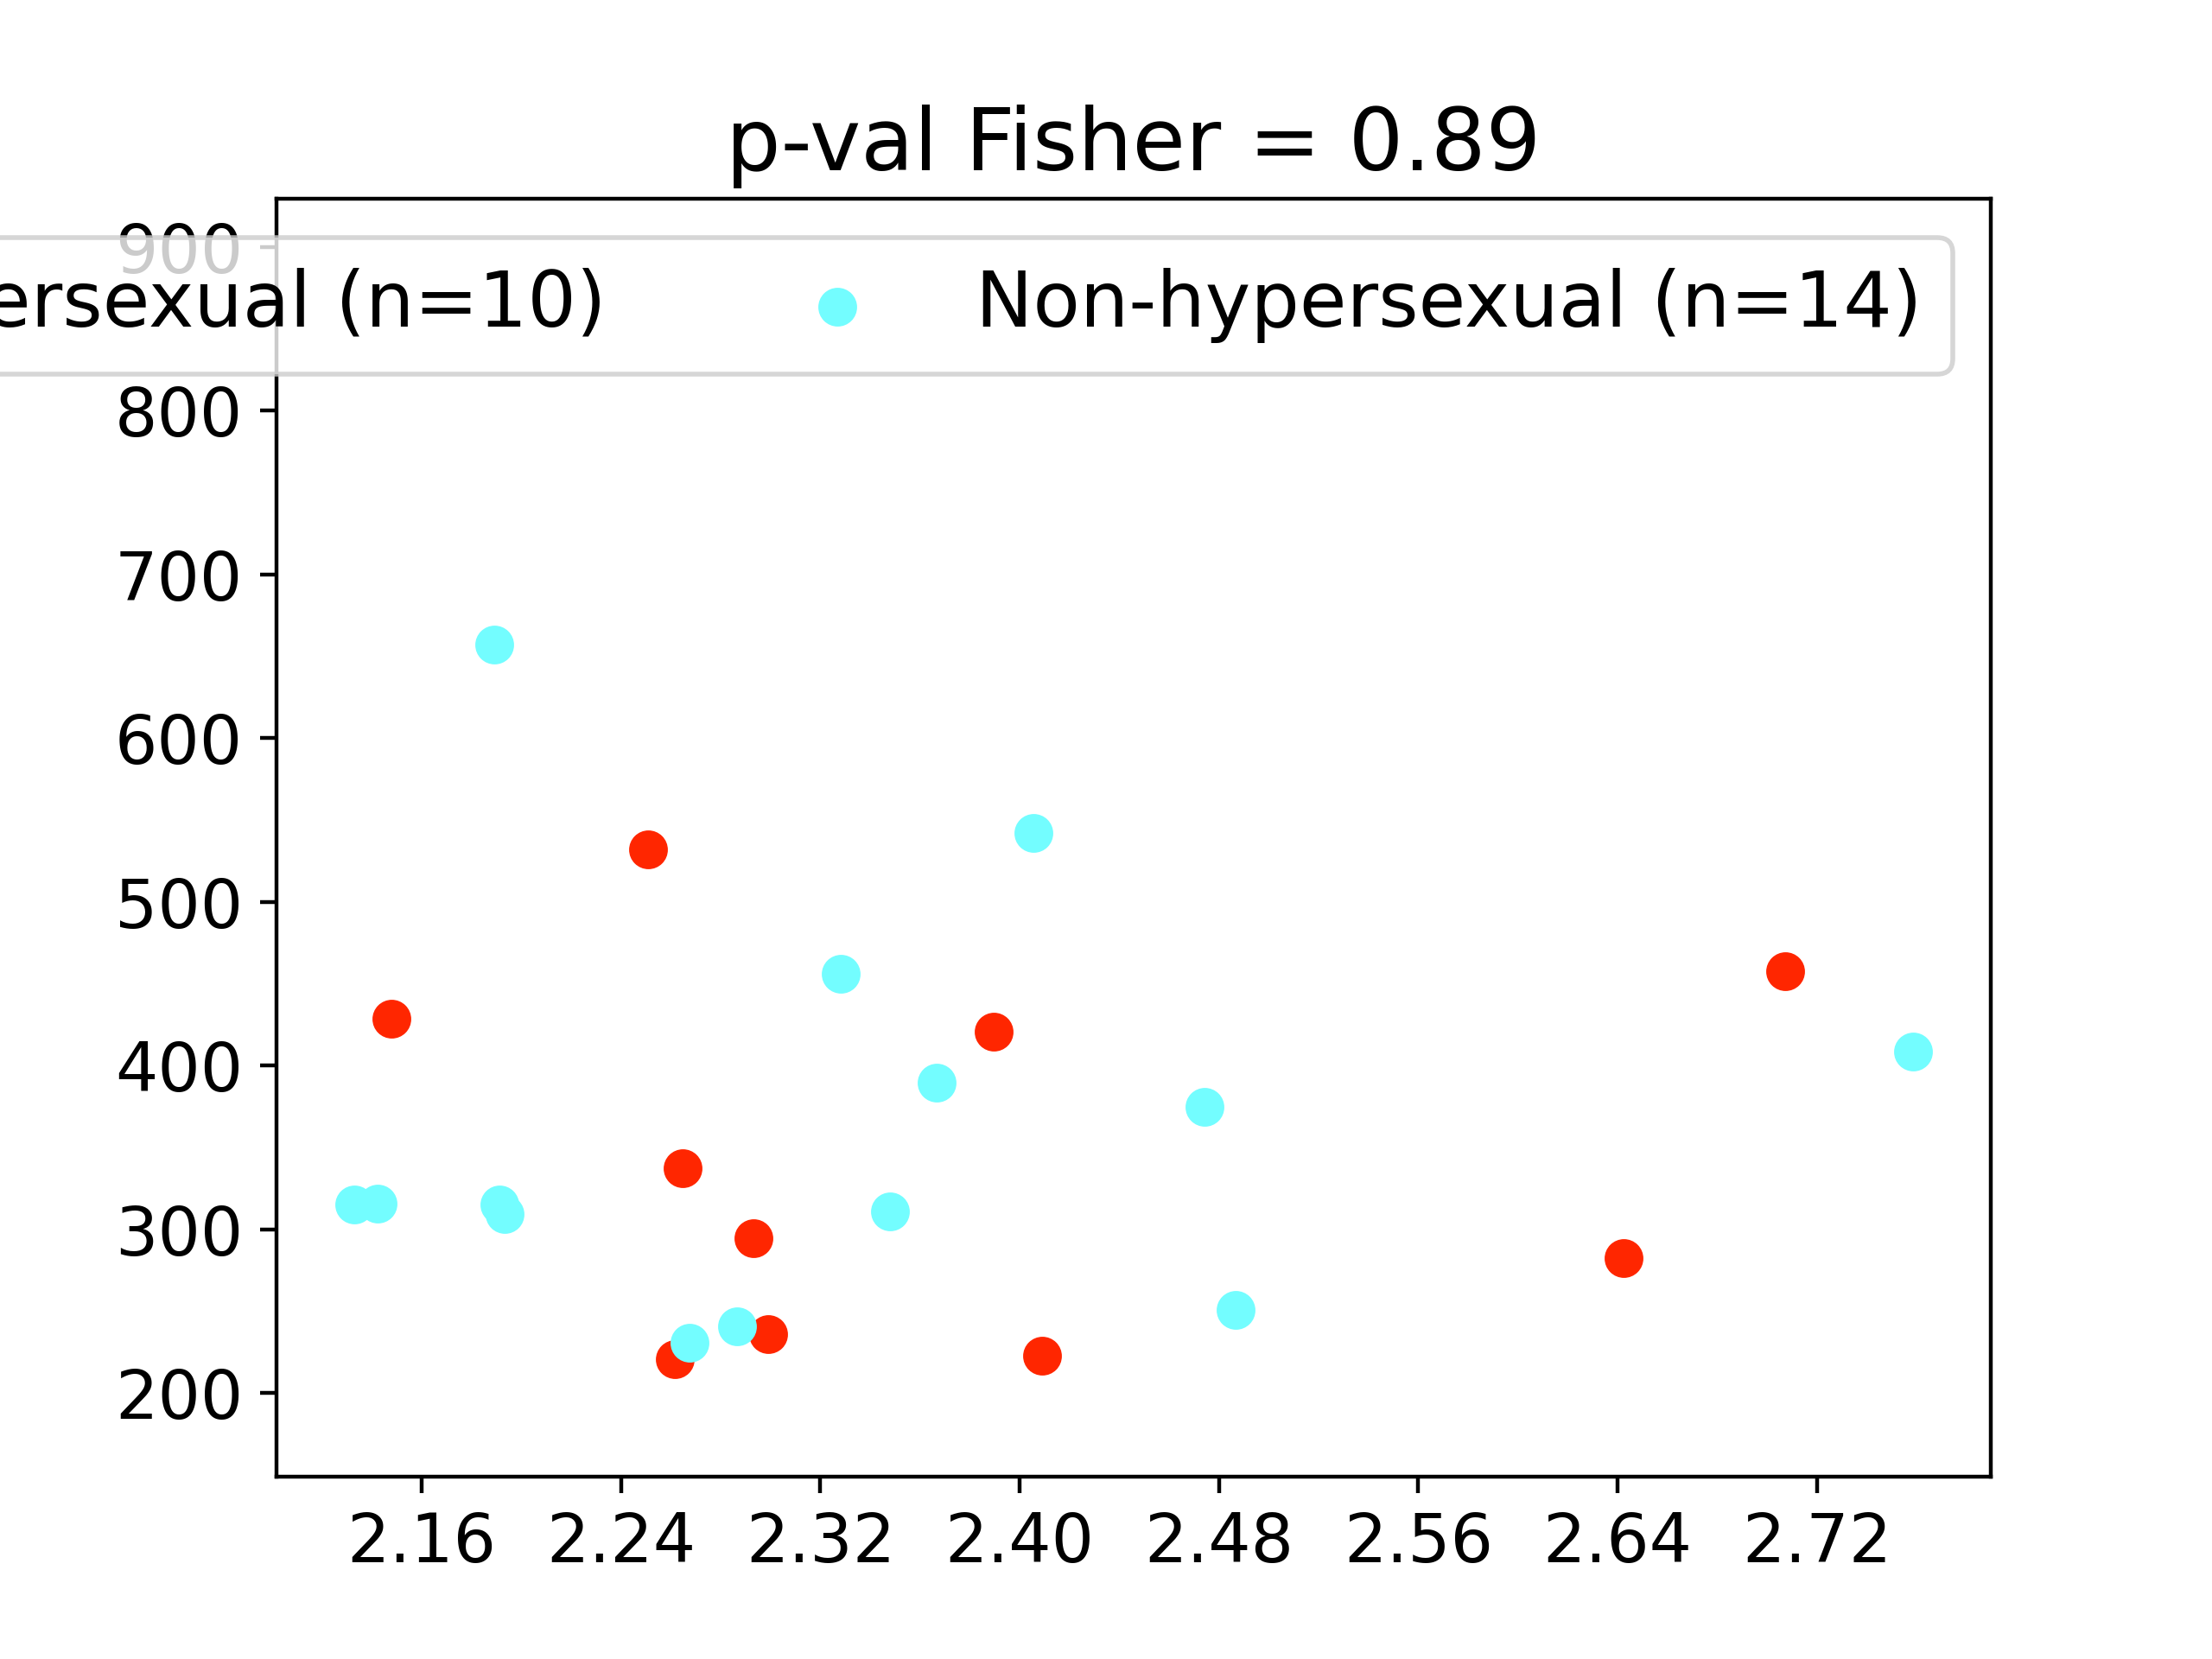 p-val Fisher = 0.89
900
ersexual (n=10) Non-hypersexual (n=14)
800
700
600
500
400
300
200
2.16 2.24 2.32 2.40 2.48 2.56 2.64 2.72